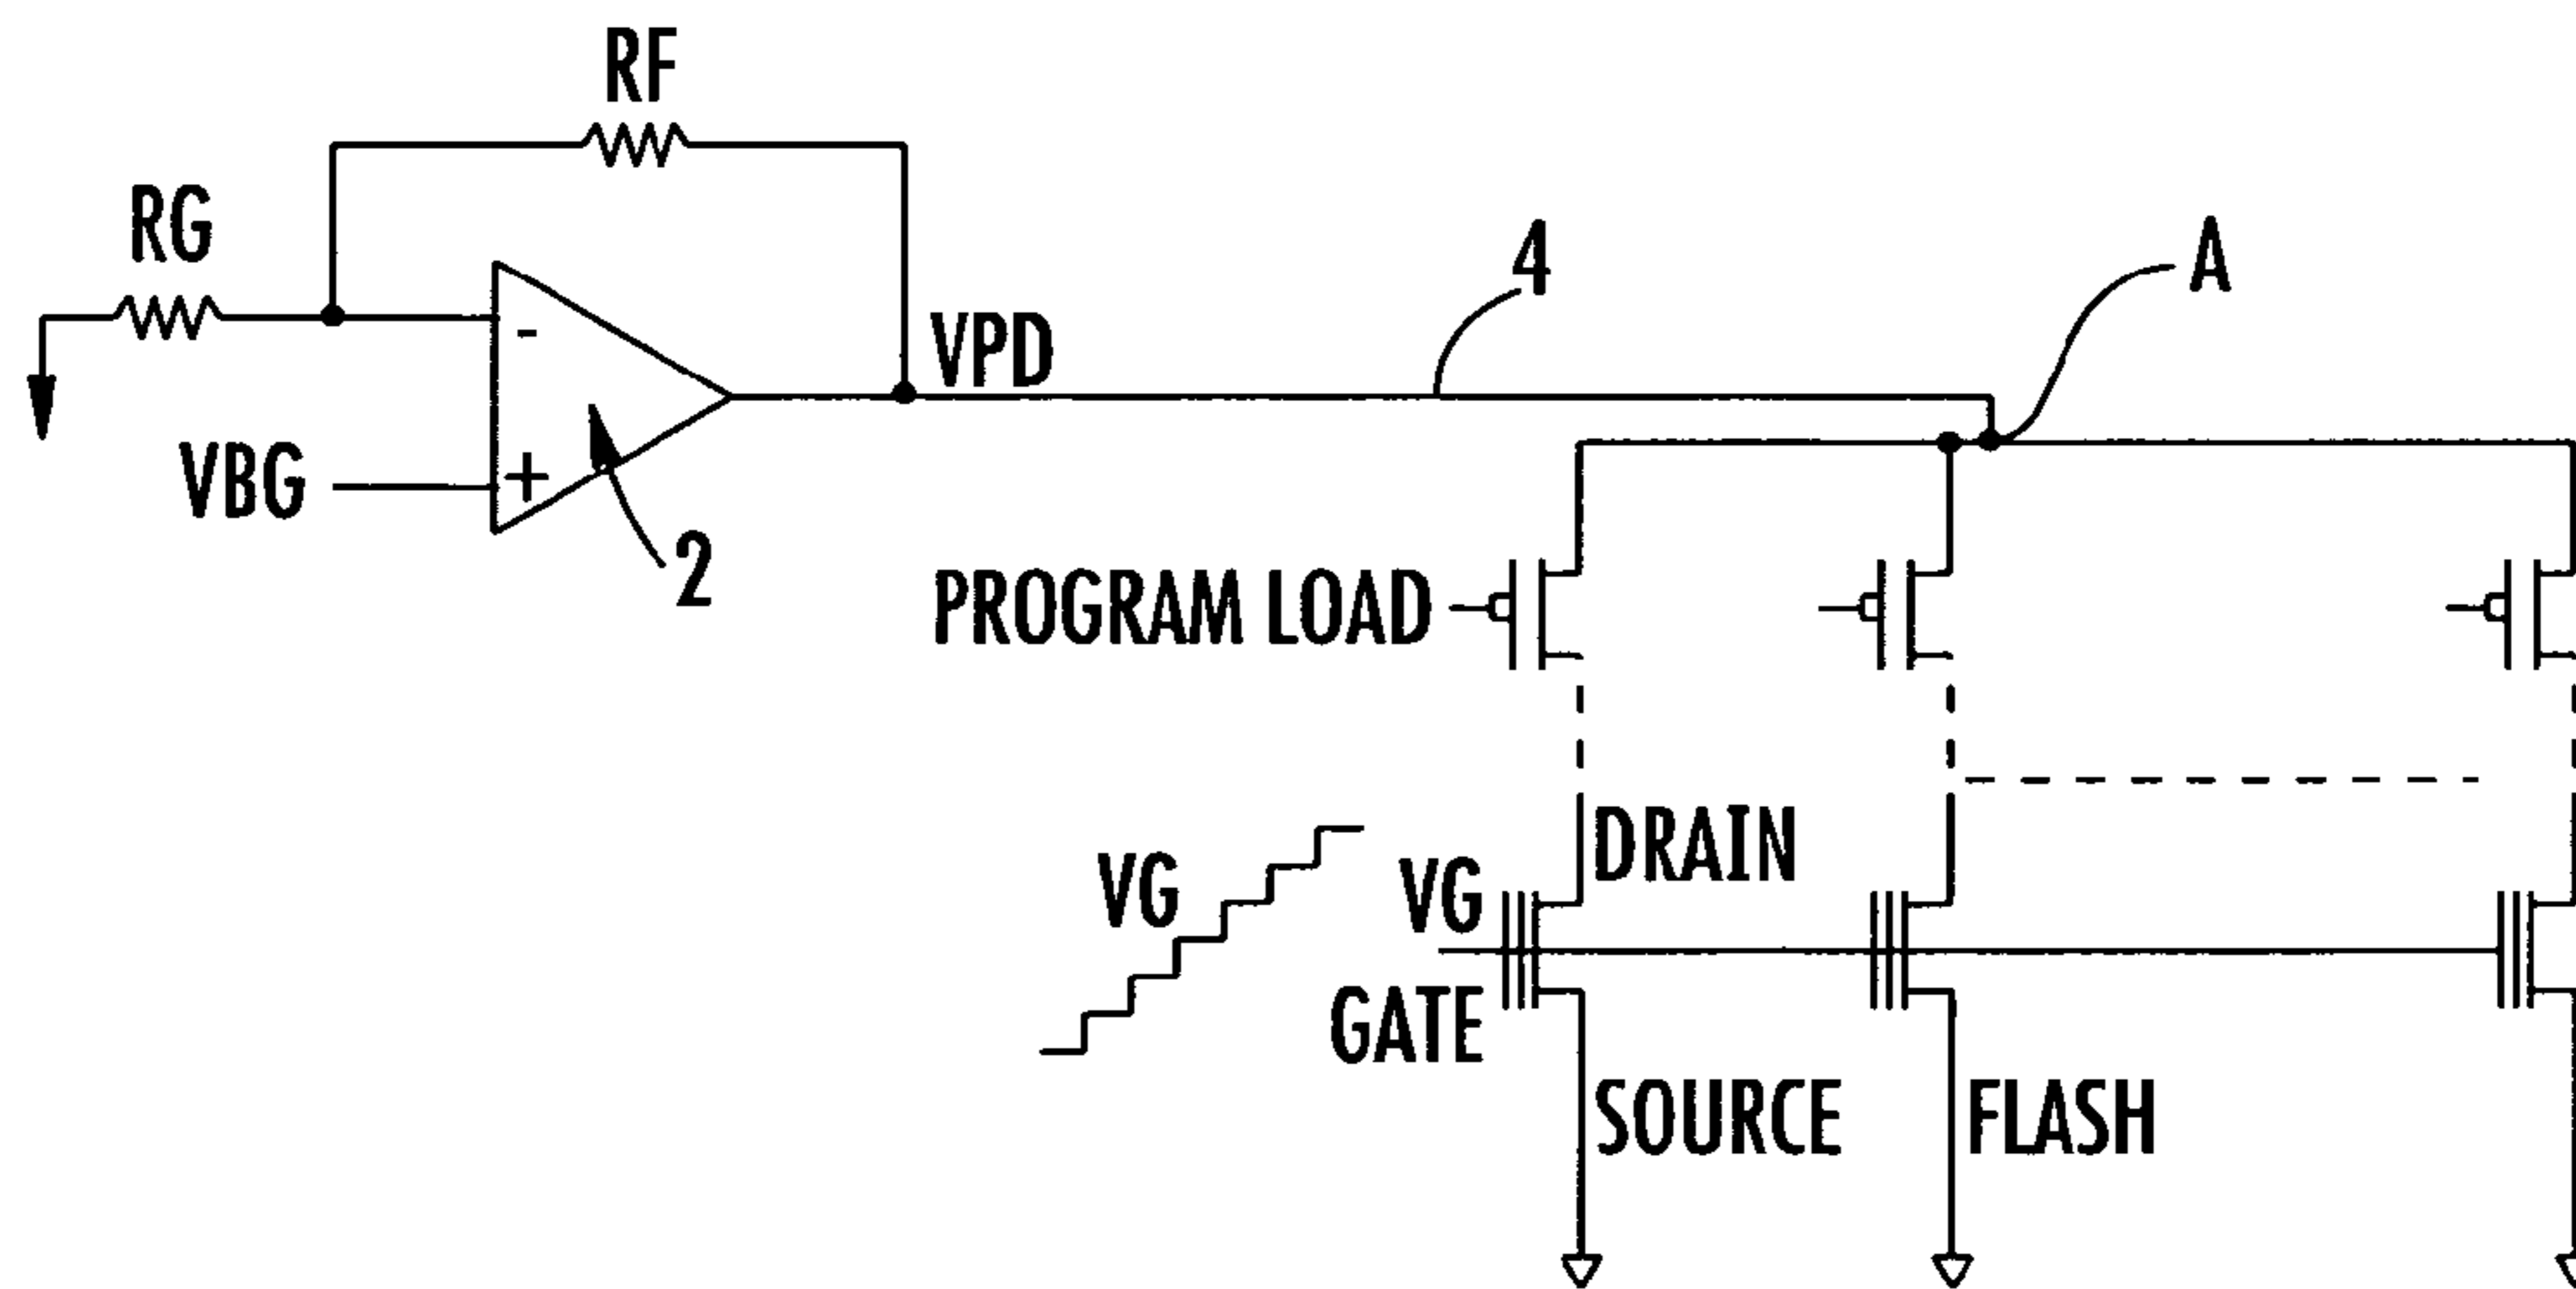 RF
RG
-
VPD
4
A
VBG
+
2
PROGRAM LOAD
DRAIN
VG
VG
GATE
SOURCE
FLASH